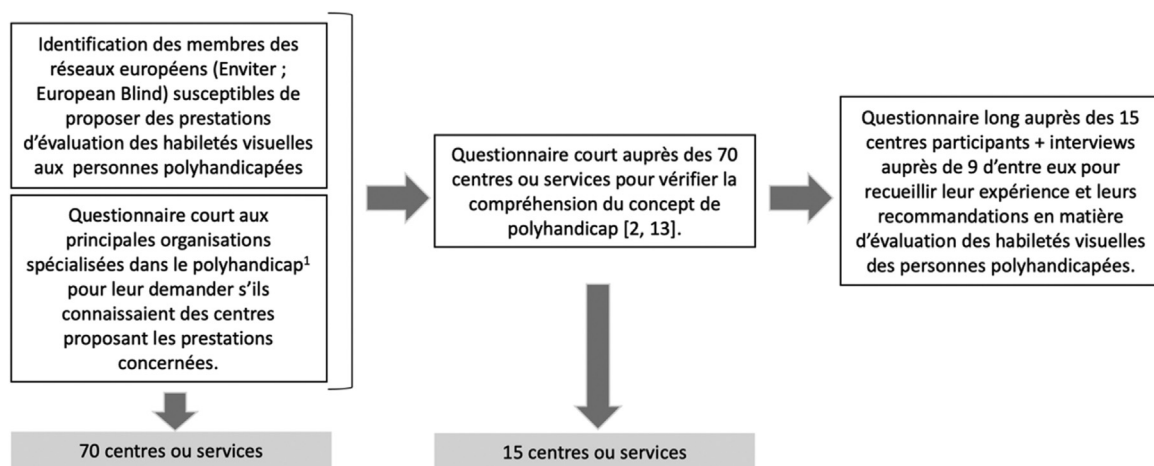 Identification des membres des
réseaux européens (Enviter ;
European Blind) susceptibles de
proposer des prestations
d’évaluation des habiletés visuelles
aux personnes polyhandicapées
Questionnaire court aux
principales organisations
spécialisées dans le polyhandicap¹
pour leur demander s’ils
connaissaient des centres
proposant les prestations
concernées.
70 centres ou services
Questionnaire court auprès des 70
centres ou services pour vérifier la
compréhension du concept de
polyhandicap [2, 13].
15 centres ou services
Questionnaire long auprès des 15
centres participants + interviews
auprès de 9 d’entre eux pour
recueillir leur expérience et leurs
recommandations en matière
d’évaluation des habiletés visuelles
des personnes polyhandicapées.